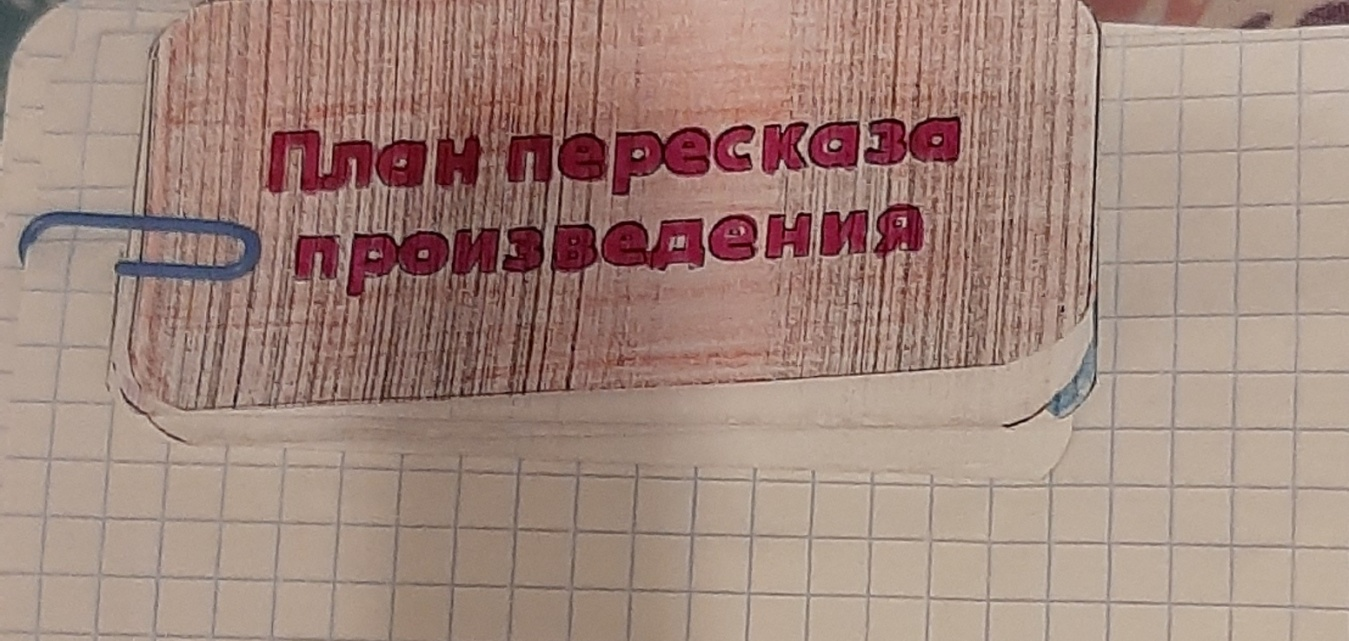 План пересказа
произведения